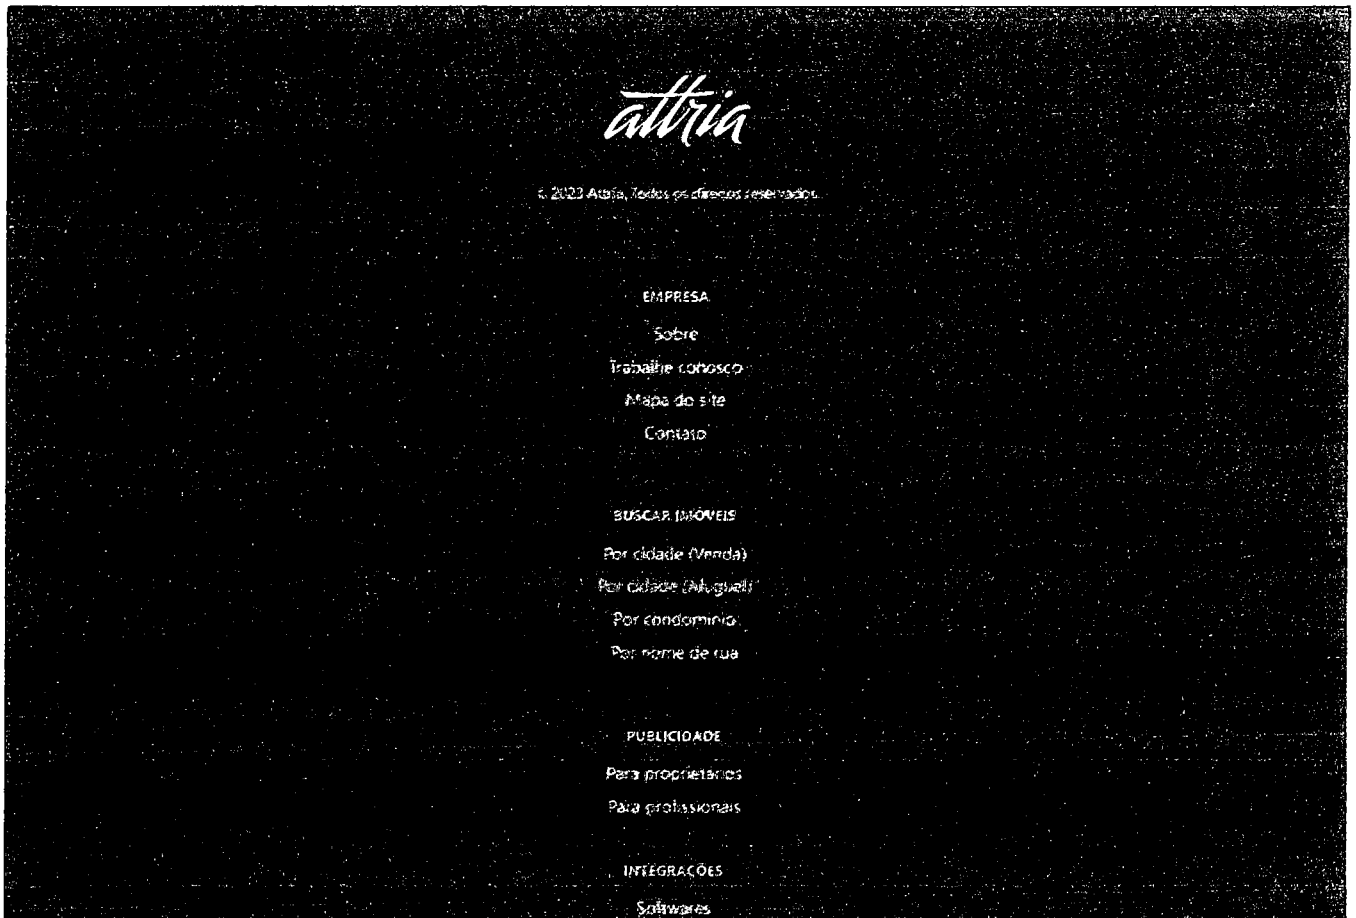 attria
© 2023 Attria, Todos os direitos reservados.
EMPRESA
Sobre
Trabalhe conosco
Mapa do site
Contato
BUSCAR IMÓVEIS
Por cidade (Venda)
Por cidade (Aluguel)
Por condomínio
Por nome de rua
PUBLICIDADE
Para proprietários
Para profissionais
INTEGRAÇÕES
Softwares